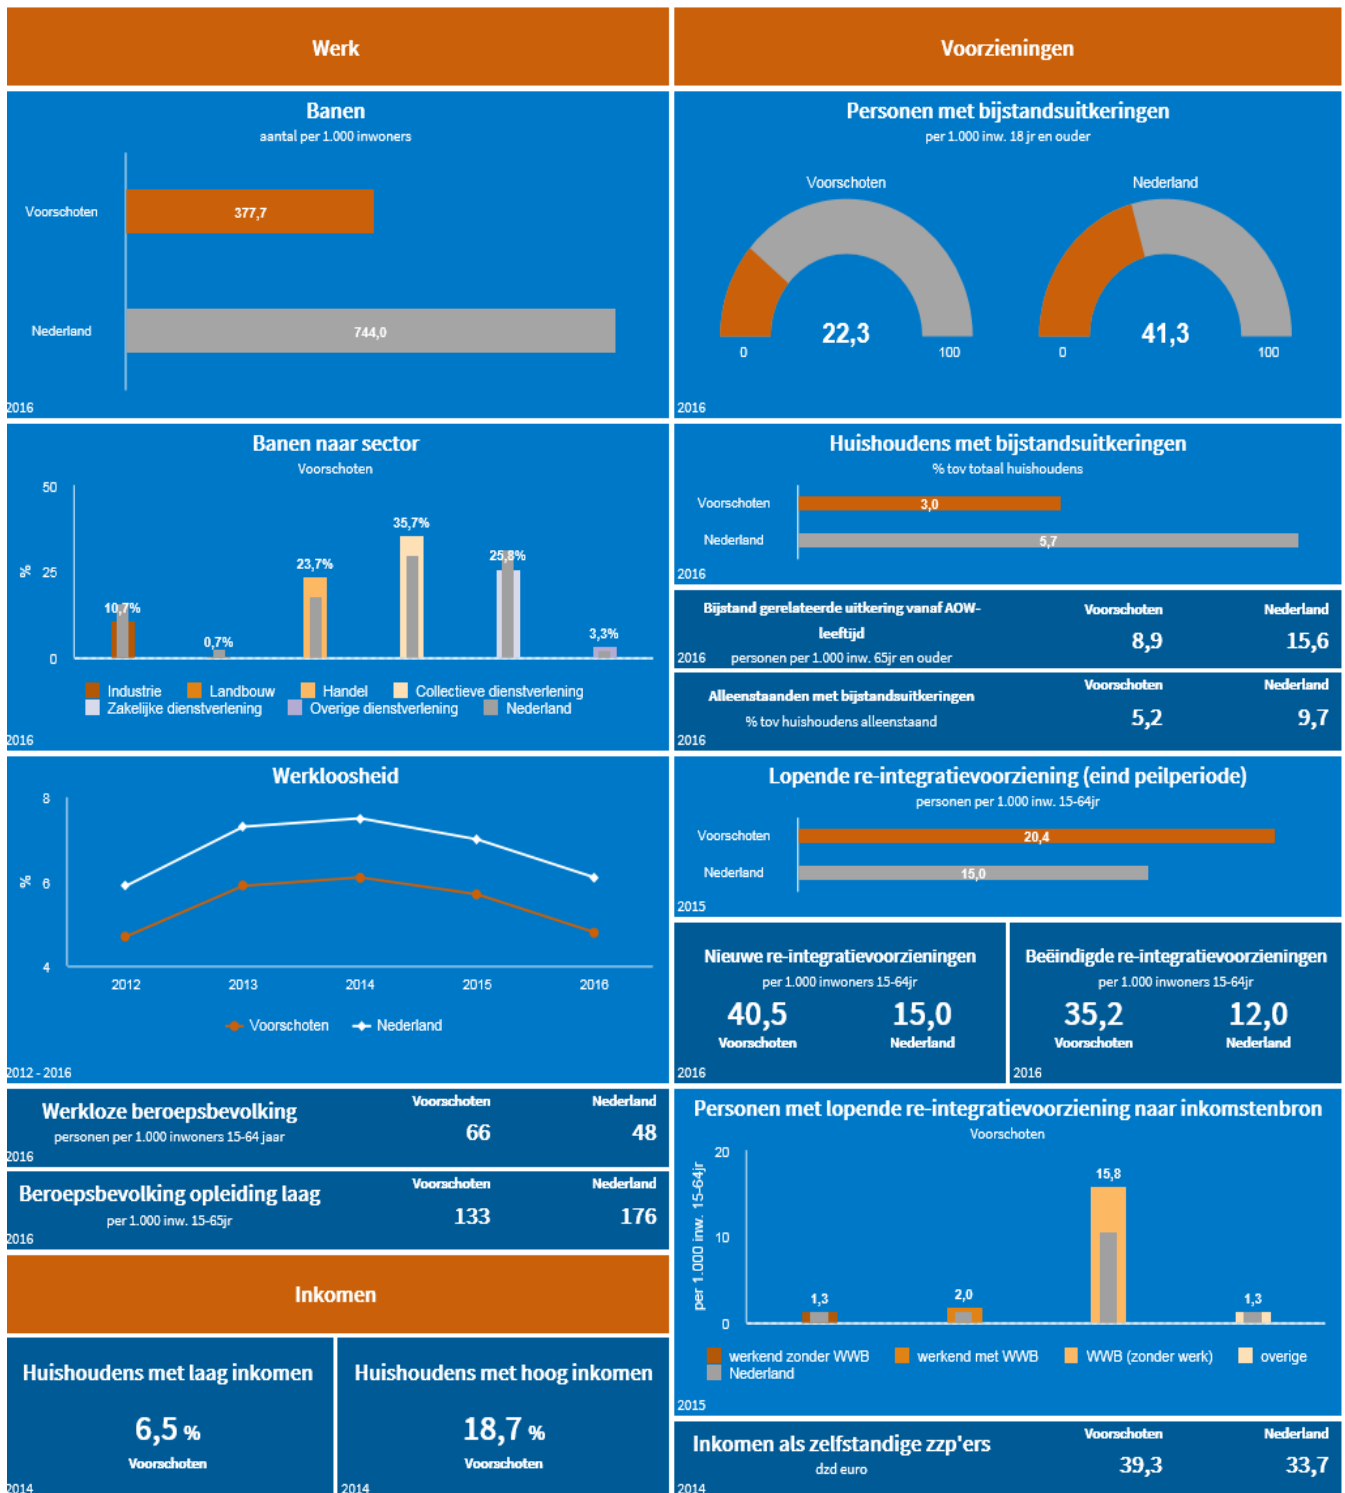 Werk
Banen
aantal per 1.000 inwoners
Voorschoten
377,7
Nederland
744,0
2016
Banen naar sector
Voorschoten
50
25
0
%
10,7%
0,7%
23,7%
35,7%
25,8%
3,3%
Industrie
Landbouw
Handel
Collectieve dienstverlening
Zakelijke dienstverlening
Overige dienstverlening
Nederland
2016
Werkloosheid
8
6
4
%
2012
2013
2014
2015
2016
Voorschoten
Nederland
2012 - 2016
Werkloze beroepsbevolking
personen per 1.000 inwoners 15-64 jaar
Voorschoten
66
Nederland
48
2016
Beroepsbevolking opleiding laag
per 1.000 inw. 15-65jr
Voorschoten
133
Nederland
176
2016
Inkomen
Huishoudens met laag inkomen
6,5 %
Voorschoten
2014
Huishoudens met hoog inkomen
18,7 %
Voorschoten
2014
Voorzieningen
Personen met bijstandsuitkeringen
per 1.000 inw. 18 jr en ouder
Voorschoten
22,3
0
100
Nederland
41,3
0
100
2016
Huishoudens met bijstandsuitkeringen
% tov totaal huishoudens
Voorschoten
3,0
Nederland
5,7
2016
Bijstand gerelateerde uitkering vanaf AOW-
leeftijd
personen per 1.000 inw. 65jr en ouder
Voorschoten
8,9
Nederland
15,6
2016
Alleenstaanden met bijstandsuitkeringen
% tov huishoudens alleenstaand
Voorschoten
5,2
Nederland
9,7
2016
Lopende re-integratievoorziening (eind peilperiode)
personen per 1.000 inw. 15-64jr
Voorschoten
20,4
Nederland
15,0
2015
Nieuwe re-integratievoorzieningen
per 1.000 inwoners 15-64jr
40,5
Voorschoten
15,0
Nederland
2016
Beëindigde re-integratievoorzieningen
per 1.000 inwoners 15-64jr
35,2
Voorschoten
12,0
Nederland
2016
Personen met lopende re-integratievoorziening naar inkomstenbron
Voorschoten
per 1.000 inw. 15-64jr
20
10
0
1,3
2,0
15,8
1,3
werkend zonder WWB
werkend met WWB
WWB (zonder werk)
overige
Nederland
2015
Inkomen als zelfstandige zzp'ers
dzd euro
Voorschoten
39,3
Nederland
33,7
2014